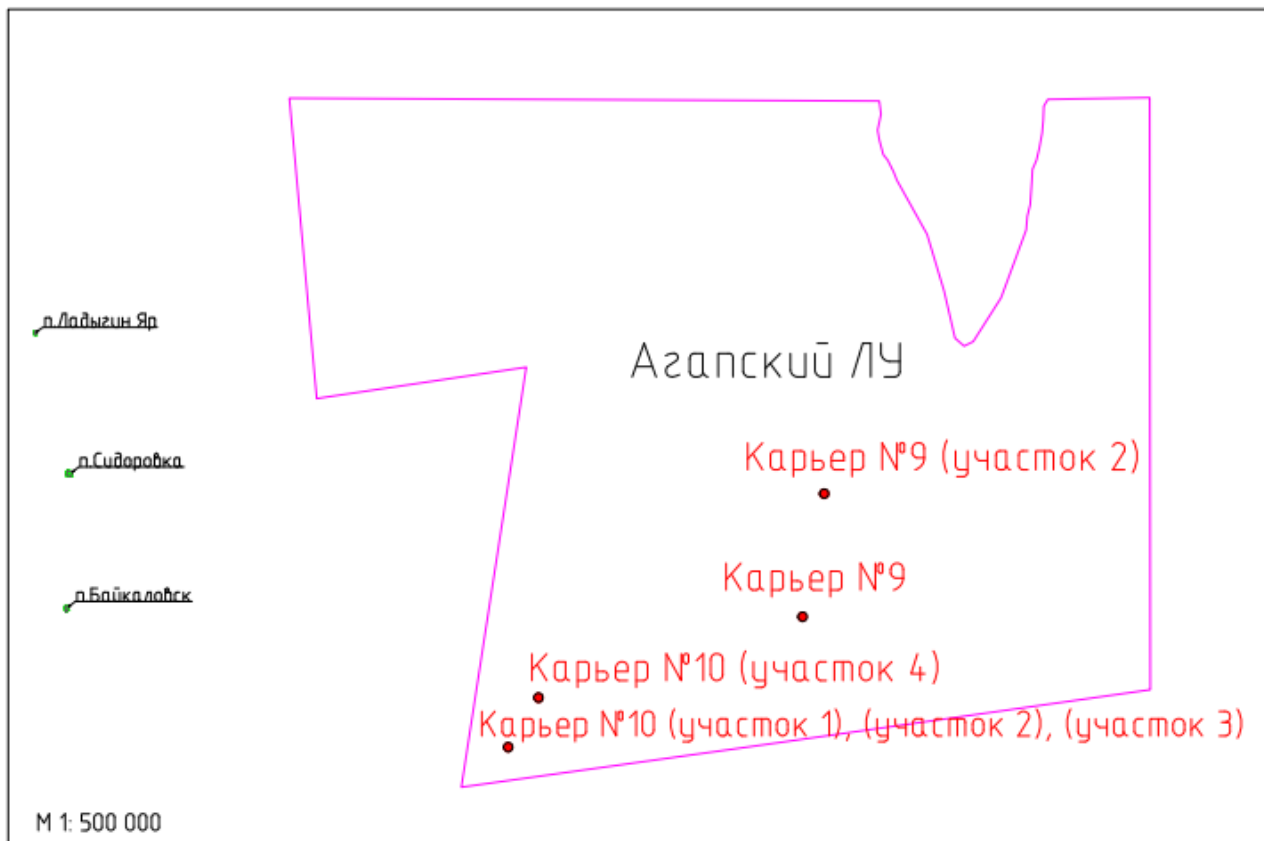 п.Ладыгин Яр
Агапский ЛУ
Карьер №9 (участок 2)
п.Сидоровка
Карьер №9
п.Байкаловск
Карьер №10 (участок 4)
Карьер №10 (участок 1), (участок 2), (участок 3)
М 1: 500 000